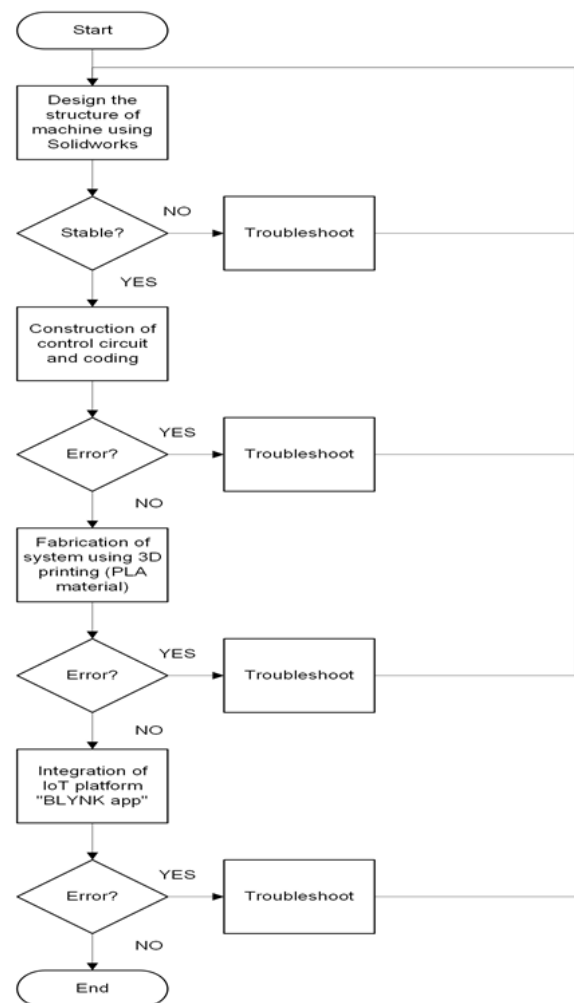 Start
Design the
structure of
machine using
Solidworks
NO
Stable?
Troubleshoot
YES
Construction of
control circuit
and coding
YES
Error?
Troubleshoot
NO
Fabrication of
system using 3D
printing (PLA
material)
YES
Error?
Troubleshoot
NO
Integration of
IoT platform
"BLYNK app"
YES
Error?
Troubleshoot
NO
End